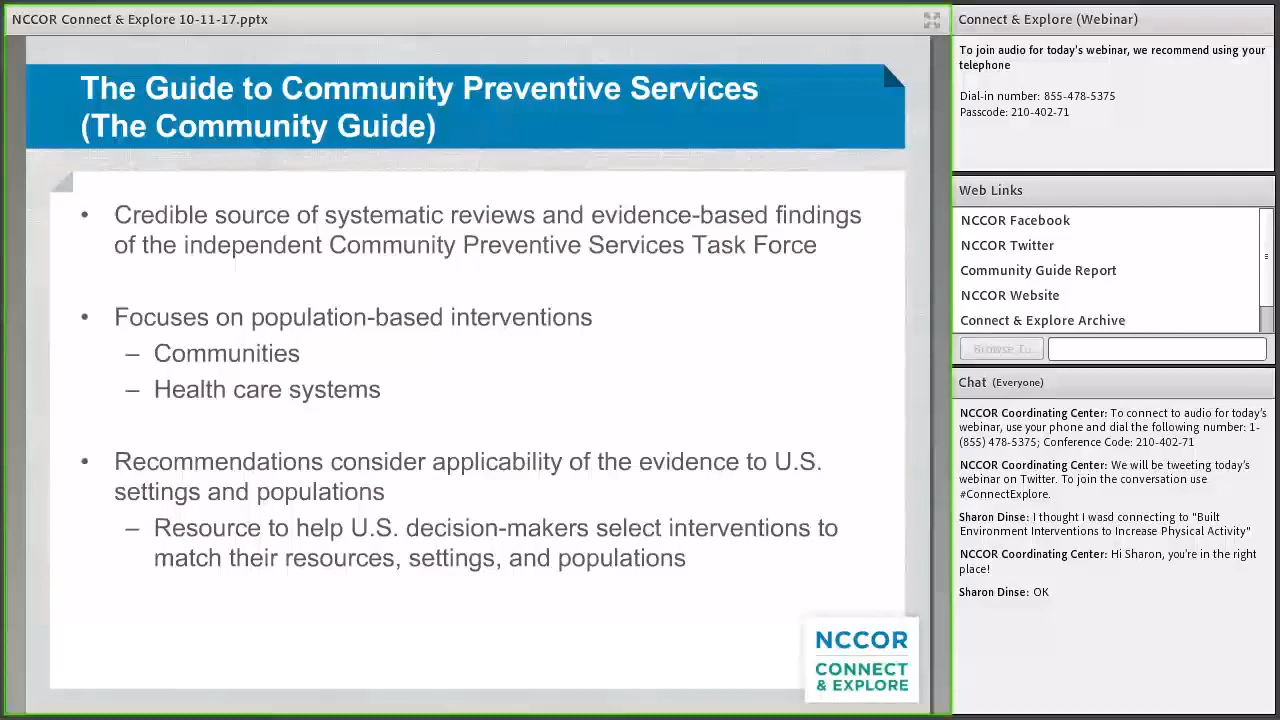 NCCOR Connect & Explore 10-11-17.pptx
The Guide to Community Preventive Services
(The Community Guide)
• Credible source of systematic reviews and evidence-based findings
of the independent Community Preventive Services Task Force
• Focuses on population-based interventions
– Communities
– Health care systems
• Recommendations consider applicability of the evidence to U.S.
settings and populations
– Resource to help U.S. decision-makers select interventions to
match their resources, settings, and populations
NCCOR
CONNECT
& EXPLORE
Connect & Explore (Webinar)
To join audio for today's webinar, we recommend using your
telephone
Dial-in number: 855-478-5375
Passcode: 210-402-71
Web Links
NCCOR Facebook
NCCOR Twitter
Community Guide Report
NCCOR Website
Connect & Explore Archive
Browse To...
Chat (Everyone)
NCCOR Coordinating Center: To connect to audio for today's
webinar, use your phone and dial the following number: 1-
(855) 478-5375; Conference Code: 210-402-71
NCCOR Coordinating Center: We will be tweeting today's
webinar on Twitter. To join the conversation use
#ConnectExplore.
Sharon Dinse: I thought I wasd connecting to "Built
Environment Interventions to Increase Physical Activity"
NCCOR Coordinating Center: Hi Sharon, you're in the right
place!
Sharon Dinse: OK